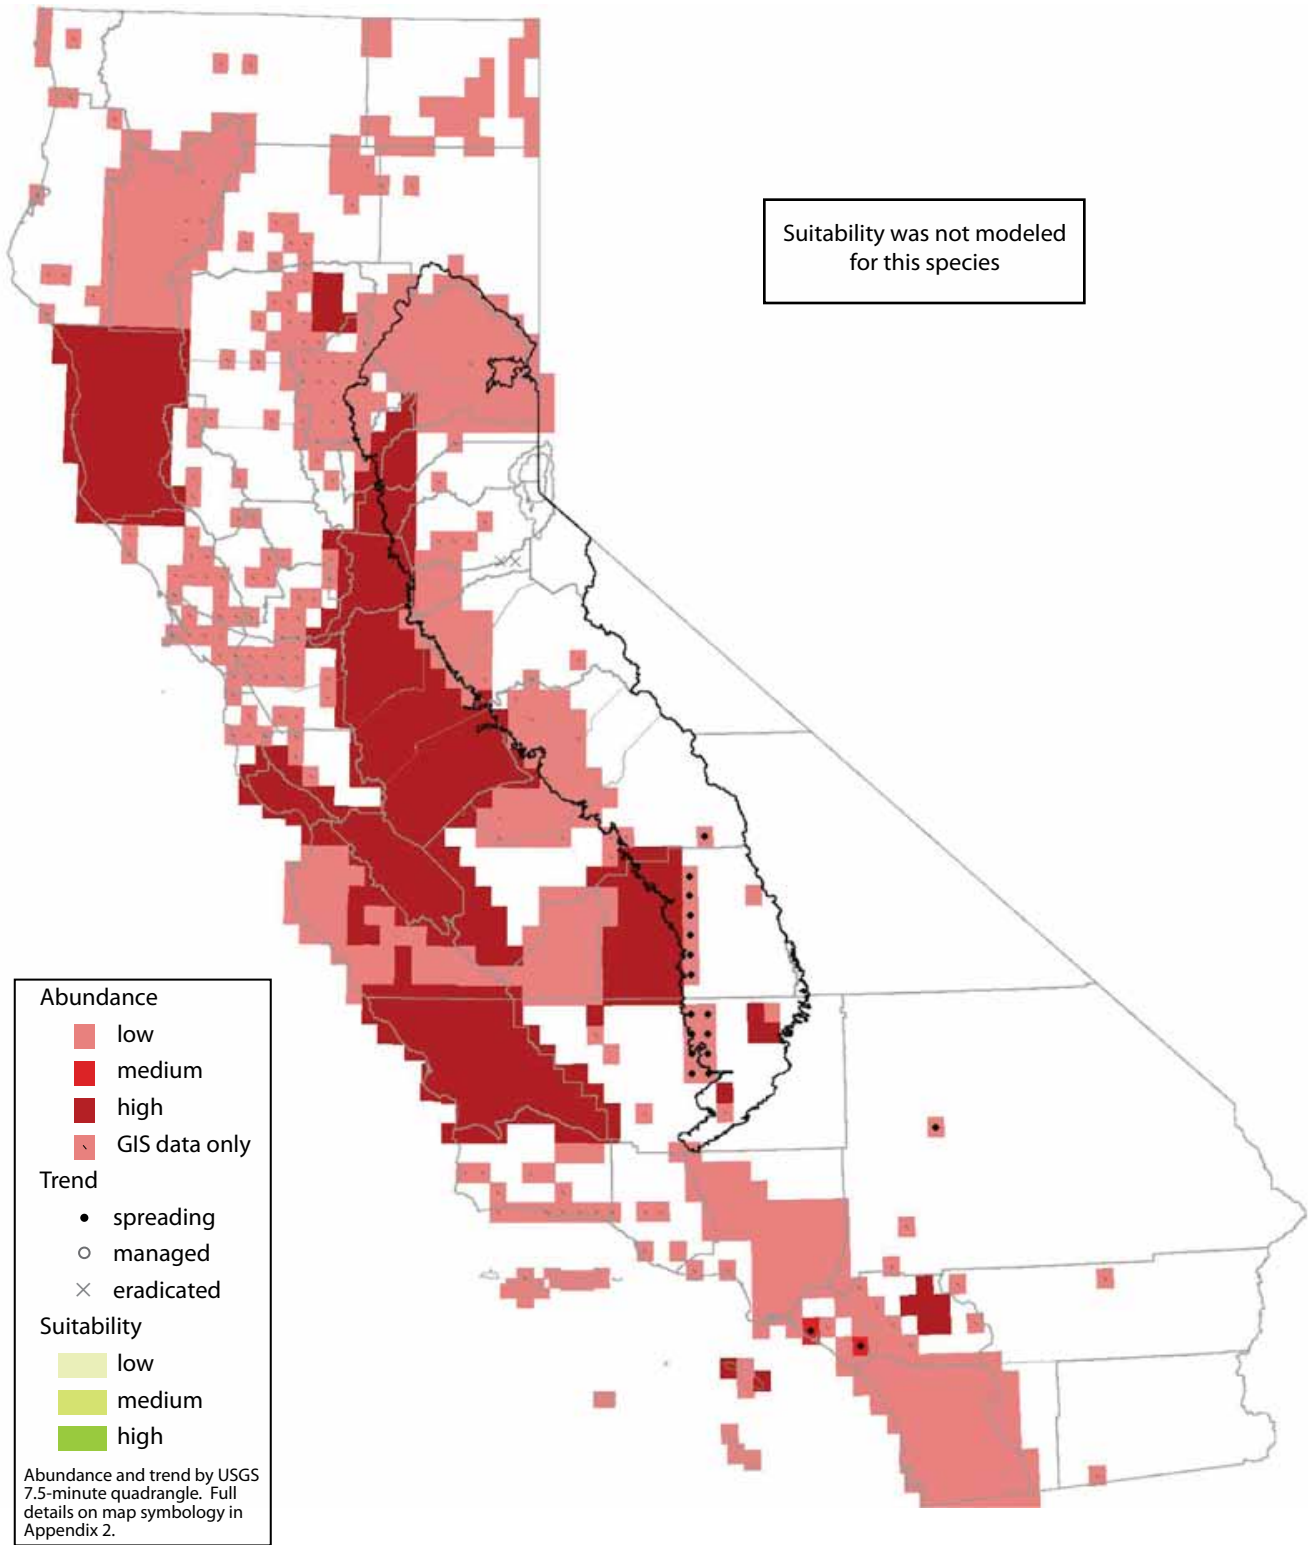 Suitability was not modeled
for this species
Abundance
low
medium
high
GIS data only
Trend
spreading
managed
eradicated
Suitability
low
medium
high
Abundance and trend by USGS
7.5-minute quadrangle. Full
details on map symbology in
Appendix 2.